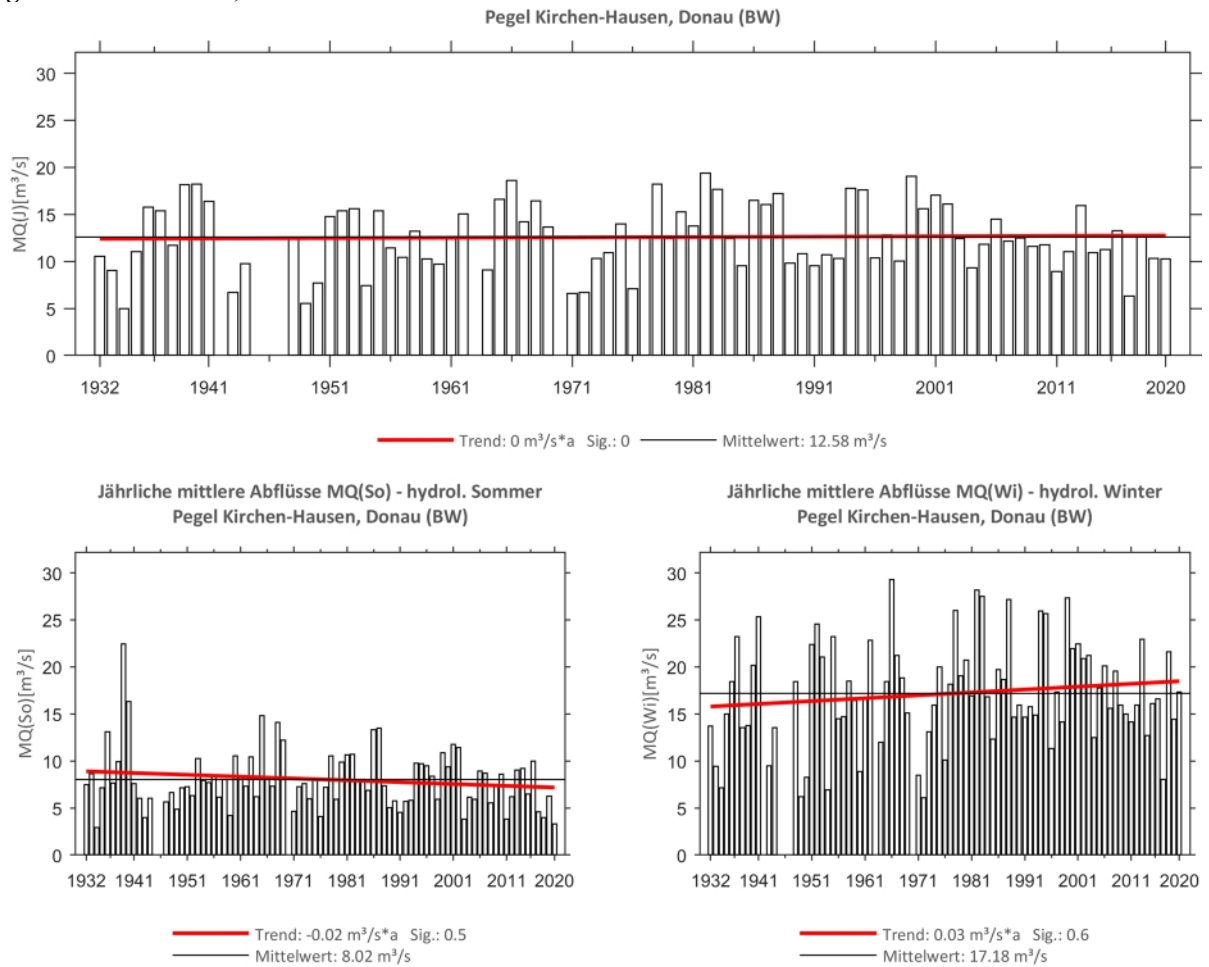 Pegel Kirchen-Hausen, Donau (BW)
MQ(J)[m³/s]
30
25
20
15
10
5
0
1932 1941 1951 1961 1971 1981 1991 2001 2011 2020
Trend: 0 m³/s*a Sig.: 0 Mittelwert: 12.58 m³/s
Jährliche mittlere Abflüsse MQ(So) - hydrol. Sommer
Pegel Kirchen-Hausen, Donau (BW)
MQ(So)[m³/s]
30
25
20
15
10
5
0
1932 1941 1951 1961 1971 1981 1991 2001 2011 2020
Trend: -0.02 m³/s*a Sig.: 0.5
Mittelwert: 8.02 m³/s
Jährliche mittlere Abflüsse MQ(Wi) - hydrol. Winter
Pegel Kirchen-Hausen, Donau (BW)
MQ(Wi)[m³/s]
30
25
20
15
10
5
0
1932 1941 1951 1961 1971 1981 1991 2001 2011 2020
Trend: 0.03 m³/s*a Sig.: 0.6
Mittelwert: 17.18 m³/s